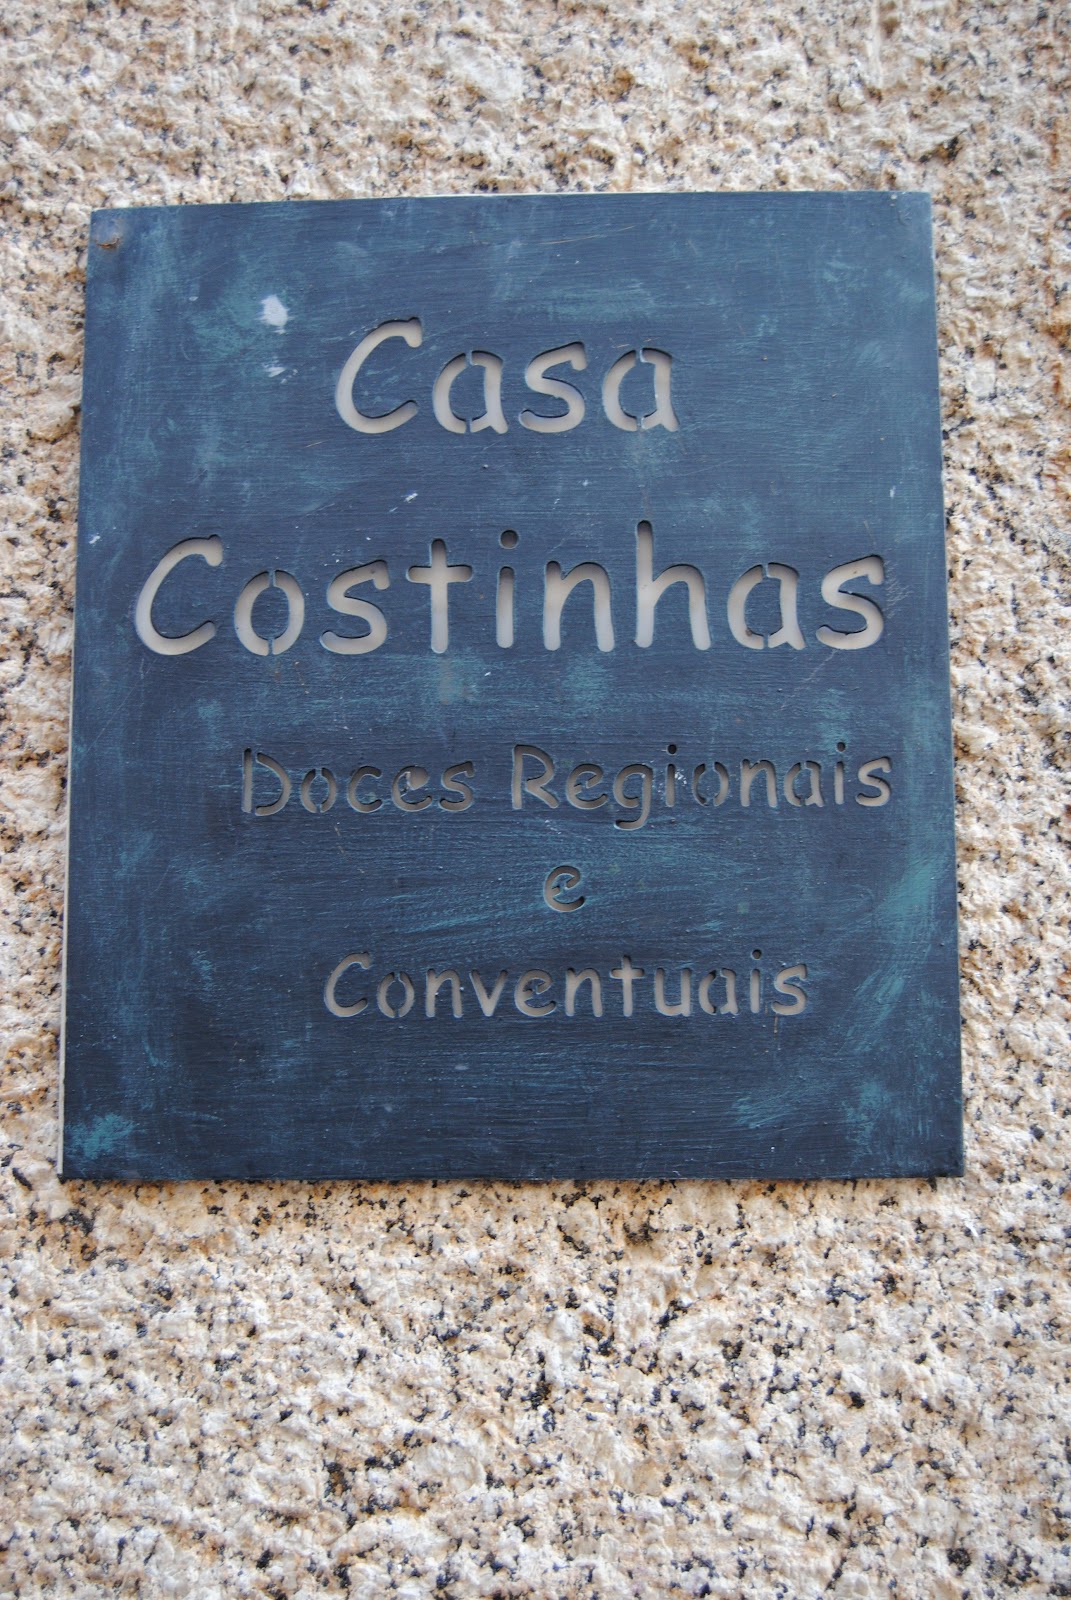 Casa
Costinhas
Doces Regionais
e
Conventuais